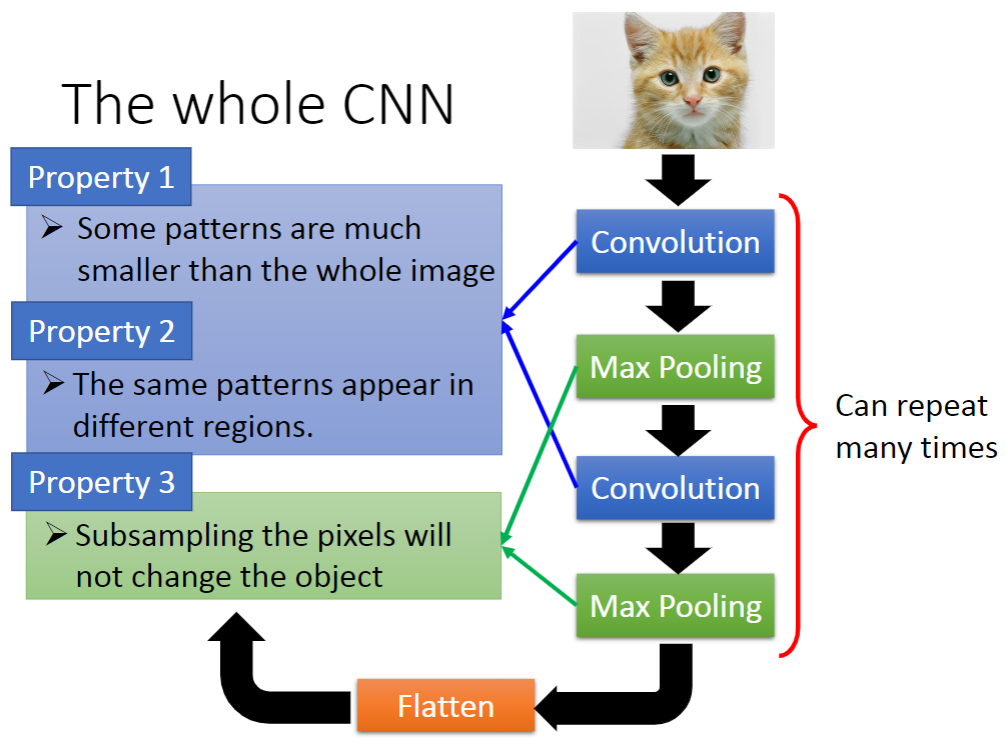 The whole CNN
Property 1
➢ Some patterns are much
smaller than the whole image
Property 2
➢ The same patterns appear in
different regions.
Property 3
➢ Subsampling the pixels will
not change the object
Convolution
Max Pooling
Convolution
Max Pooling
Can repeat
many times
Flatten